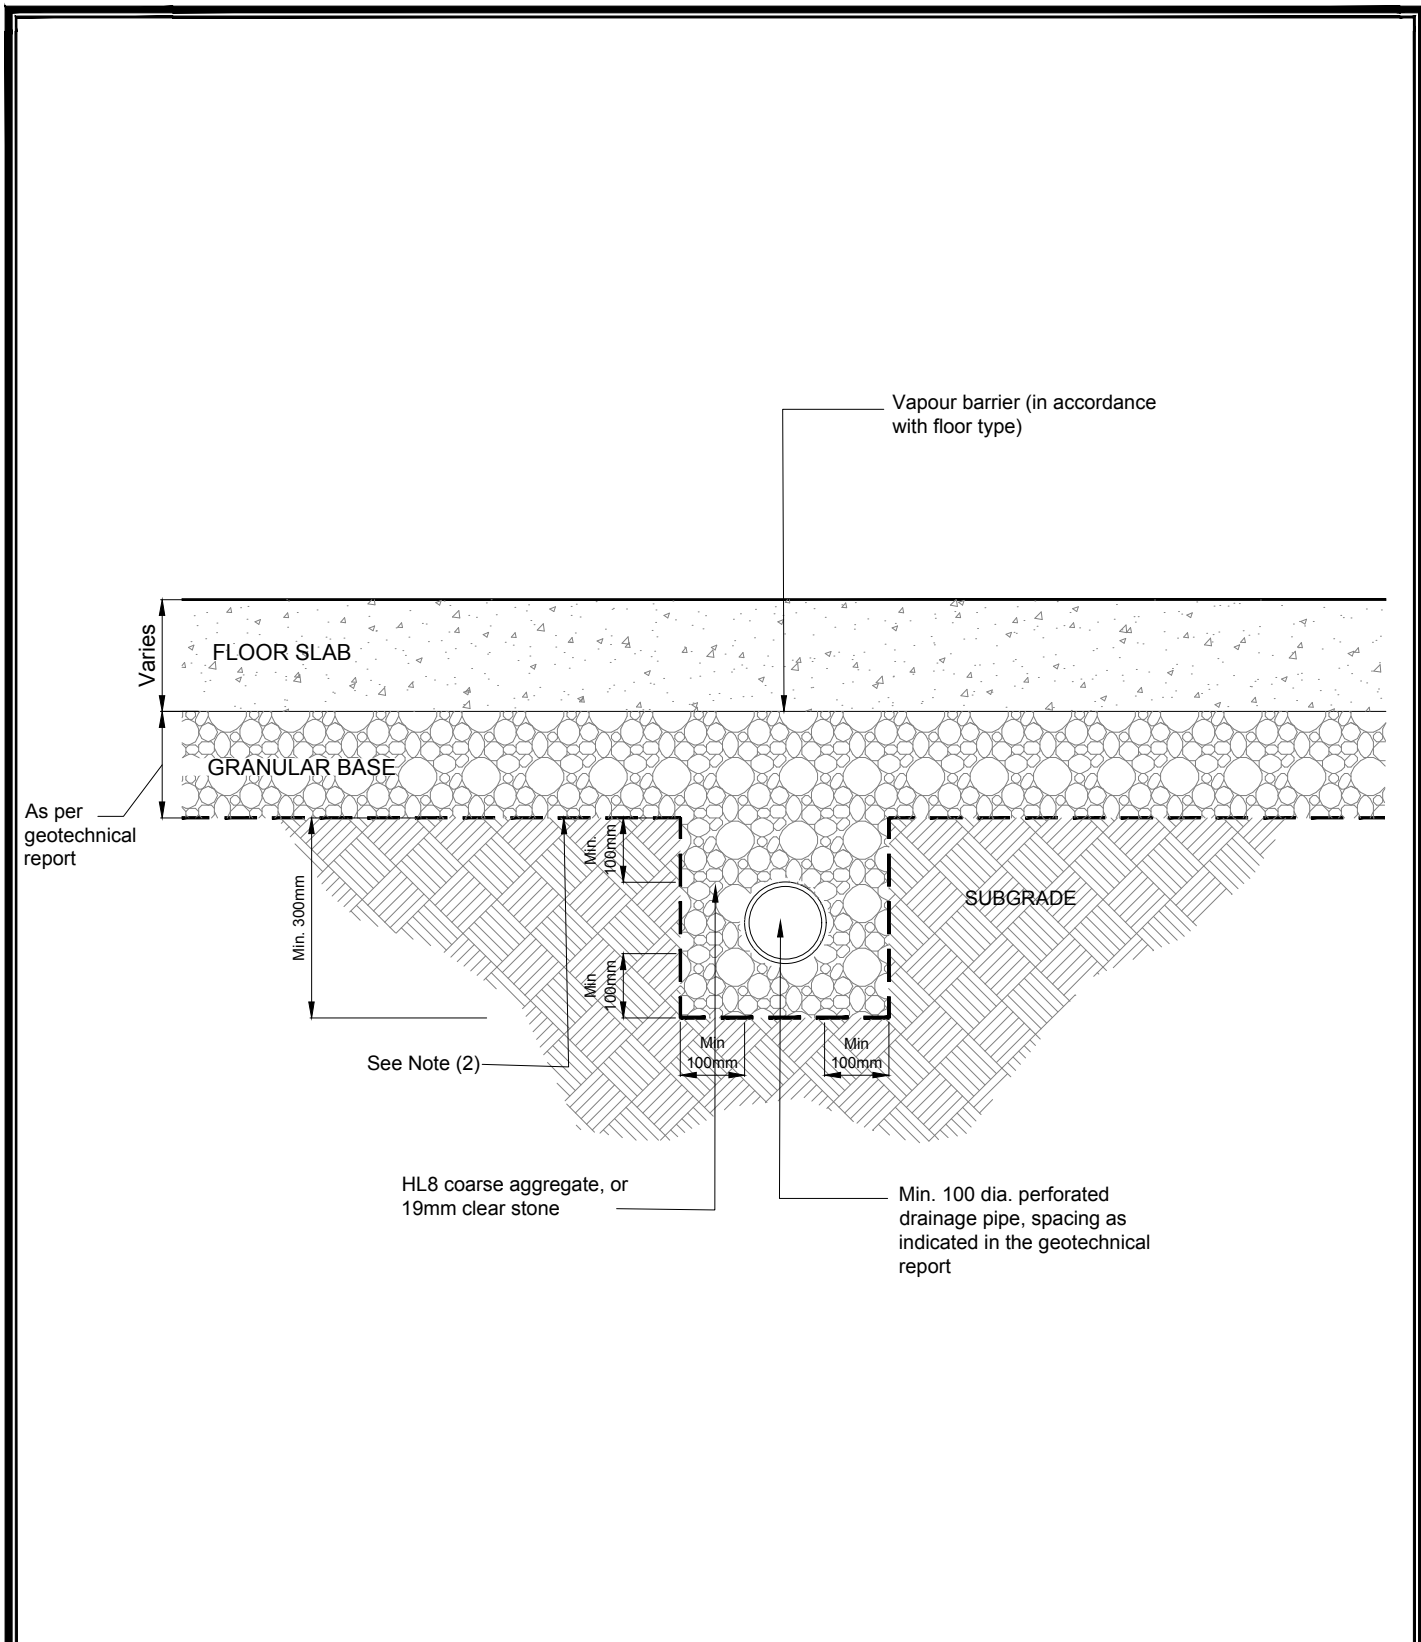 Vapour barrier (in accordance
with floor type)
Varies
FLOOR SLAB
GRANULAR BASE
As per
geotechnical
report
Min.
100mm
Min. 300mm
SUBGRADE
Min
100mm
Min
100mm
Min
100mm
See Note (2)
HL8 coarse aggregate, or
19mm clear stone
Min. 100 dia. perforated
drainage pipe, spacing as
indicated in the geotechnical
report